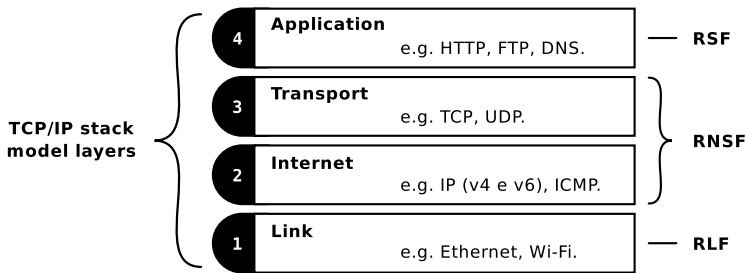 TCP/IP stack
model layers
4
Application
e.g. HTTP, FTP, DNS.
RSF
3
Transport
e.g. TCP, UDP.
RNSF
2
Internet
e.g. IP (v4 e v6), ICMP.
1
Link
e.g. Ethernet, Wi-Fi.
RLF